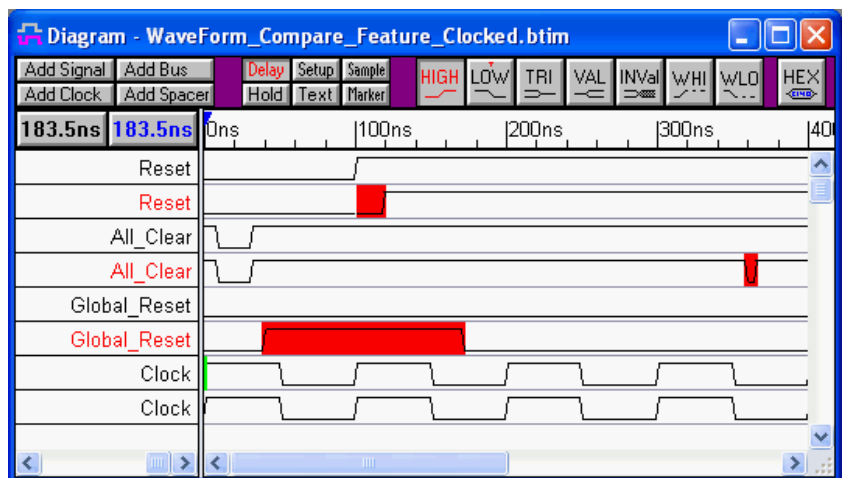 Diagram - WaveForm_Compare_Feature_Clocked.btim
Add Signal Add Bus Delay Setup Sample HIGH LOW TRI VAL INVal WHI WLO HEX
Add Clock Add Spacer Hold Text Marker
183.5ns 183.5ns 0ns 100ns 200ns 300ns 40
Reset
Reset
All_Clear
All_Clear
Global_Reset
Global_Reset
Clock
Clock